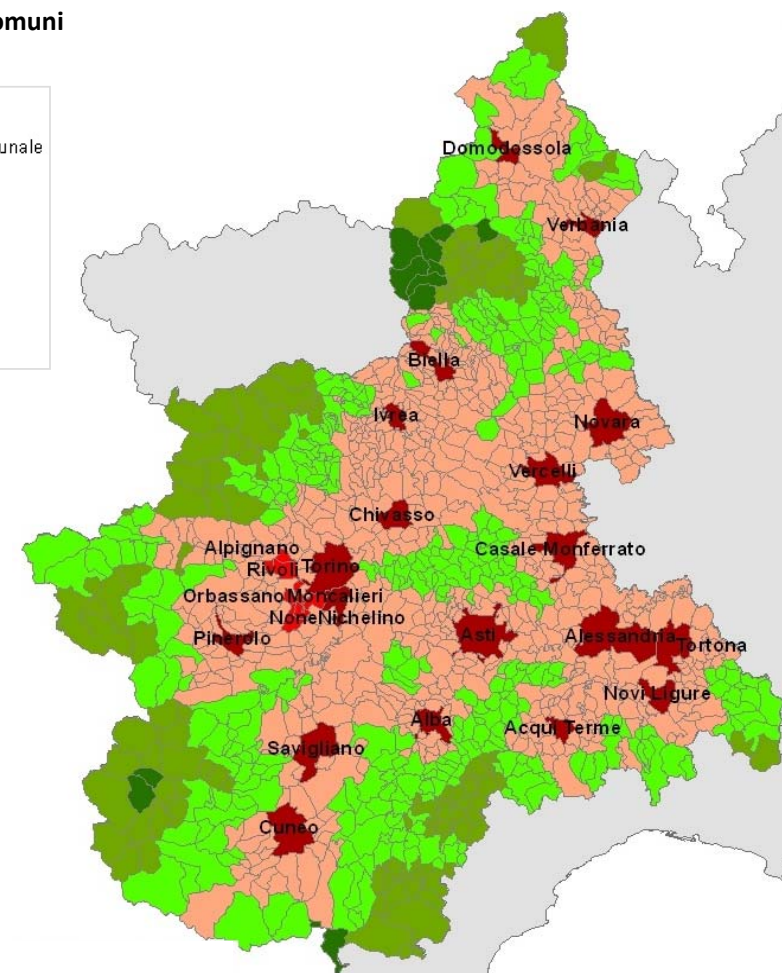 omuni
unale
Domodossola
Verbania
Biella
Ivrea
Novara
Vercelli
Chivasso
Alpignano
Casale Monferrato
Rivoli Torino
Orbassano Moncalieri
None Nichelino
Pinerolo
Asti
Alessandria
Tortona
Novi Ligure
Alba
Acqui Terme
Savigliano
Cuneo